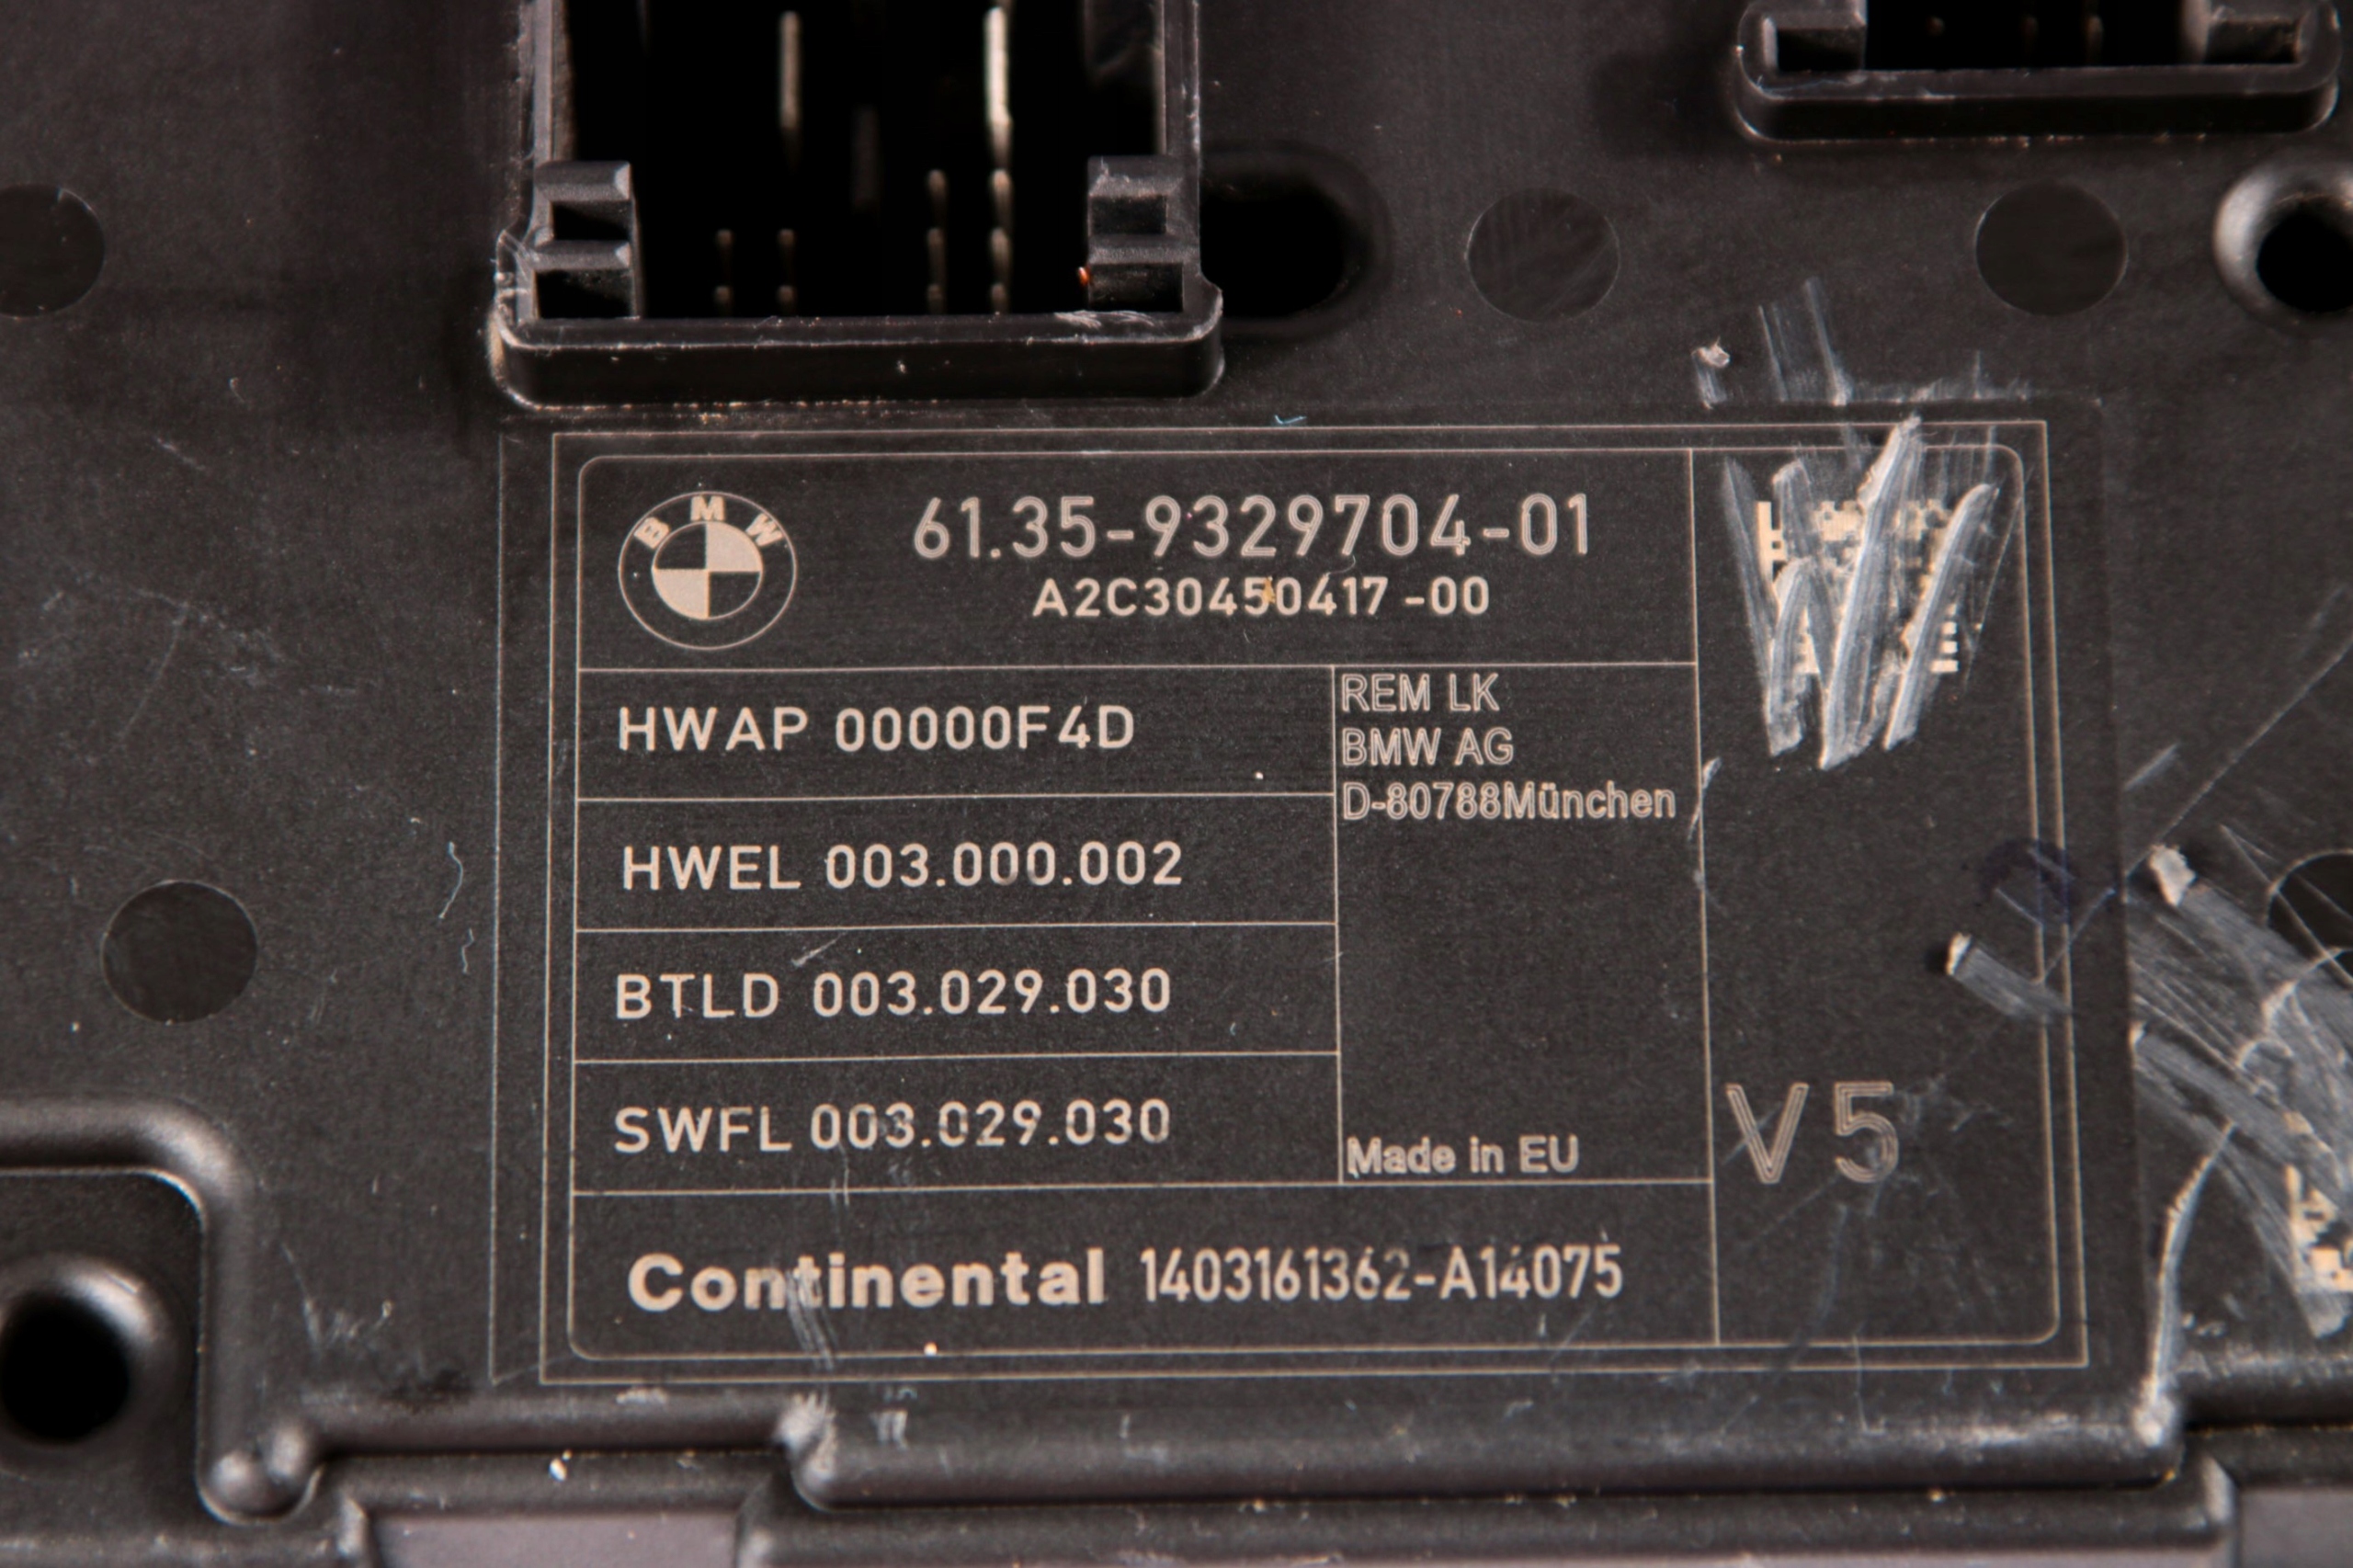 BMW
61.35-9329704-01
A2C30450417-00
HWAP 00000F4D
REM LK
BMW AG
D-80788München
HWEL 003.000.002
BTLD 003.029.030
SWFL 003.029.030
Made in EU
V5
Continental 1403161362-A14075